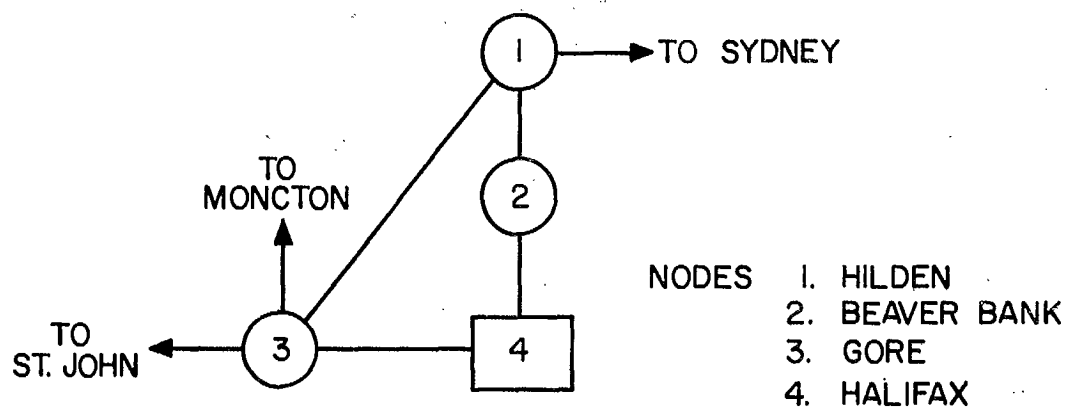 1
TO SYDNEY
TO
MONCTON
2
NODES 1. HILDEN
2. BEAVER BANK
TO
ST. JOHN
3
4
3. GORE
4. HALIFAX